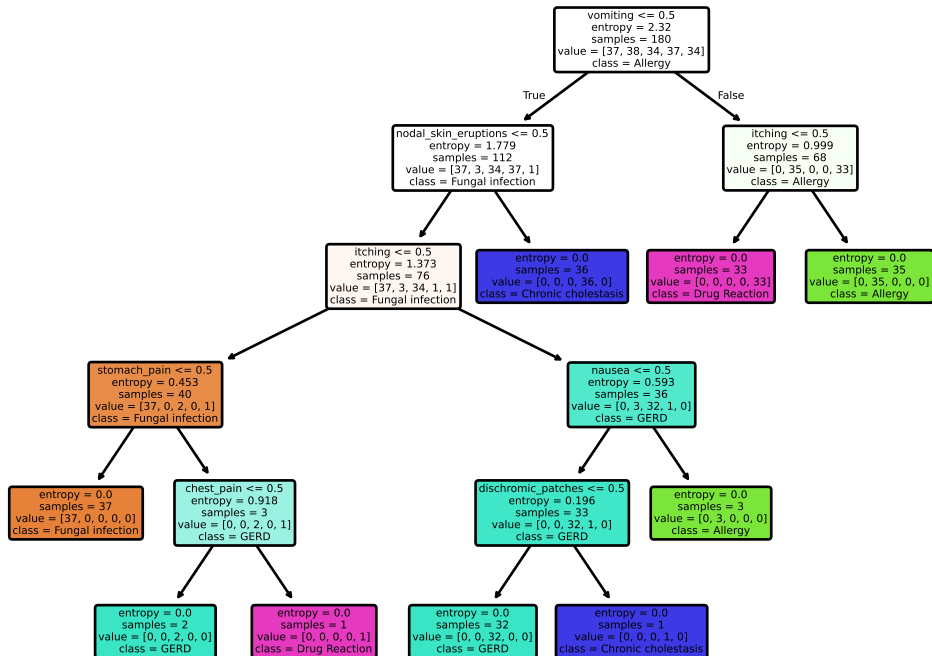 vomiting <= 0.5
entropy = 2.32
samples = 180
value = [37, 38, 34, 37, 34]
class = Allergy
True
False
nodal_skin_eruptions <= 0.5
entropy = 1.779
samples = 112
value = [37, 3, 34, 37, 1]
class = Fungal infection
itching <= 0.5
entropy = 0.999
samples = 68
value = [0, 35, 0, 0, 33]
class = Allergy
itching <= 0.5
entropy = 1.373
samples = 76
value = [37, 3, 34, 1, 1]
class = Fungal infection
entropy = 0.0
samples = 36
value = [0, 0, 0, 36, 0]
class = Chronic cholestasis
entropy = 0.0
samples = 33
value = [0, 0, 0, 0, 33]
class = Drug Reaction
entropy = 0.0
samples = 35
value = [0, 35, 0, 0, 0]
class = Allergy
stomach_pain <= 0.5
entropy = 0.453
samples = 40
value = [37, 0, 2, 0, 1]
class = Fungal infection
nausea <= 0.5
entropy = 0.593
samples = 36
value = [0, 3, 32, 1, 0]
class = GERD
entropy = 0.0
samples = 37
value = [37, 0, 0, 0, 0]
class = Fungal infection
chest_pain <= 0.5
entropy = 0.918
samples = 3
value = [0, 0, 2, 0, 1]
class = GERD
dischromic_patches <= 0.5
entropy = 0.196
samples = 33
value = [0, 0, 32, 1, 0]
class = GERD
entropy = 0.0
samples = 3
value = [0, 3, 0, 0, 0]
class = Allergy
entropy = 0.0
samples = 2
value = [0, 0, 2, 0, 0]
class = GERD
entropy = 0.0
samples = 1
value = [0, 0, 0, 0, 1]
class = Drug Reaction
entropy = 0.0
samples = 32
value = [0, 0, 32, 0, 0]
class = GERD
entropy = 0.0
samples = 1
value = [0, 0, 0, 1, 0]
class = Chronic cholestasis